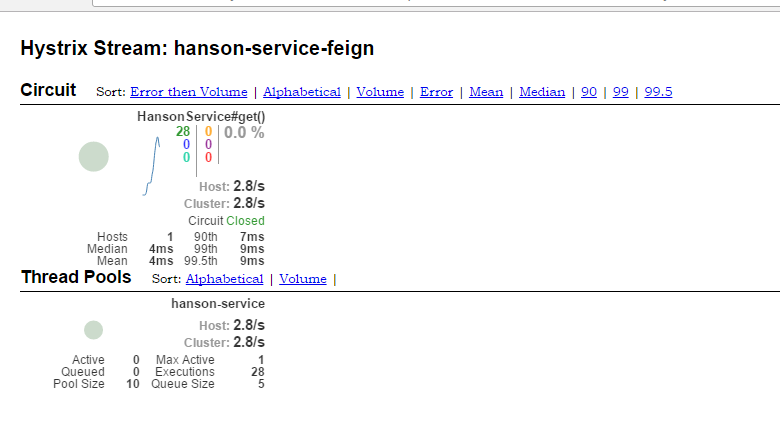 Hystrix Stream: hanson-service-feign
Circuit Sort: Error then Volume | Alphabetical | Volume | Error | Mean | Median | 90 | 99 | 99.5
HansonService#get()
28 0 0.0 %
0 0
0 0
Host: 2.8/s
Cluster: 2.8/s
Circuit Closed
Hosts 1 90th 7ms
Median 4ms 99th 9ms
Mean 4ms 99.5th 9ms
Thread Pools Sort: Alphabetical | Volume |
hanson-service
Host: 2.8/s
Cluster: 2.8/s
Active 0 Max Active 1
Queued 0 Executions 28
Pool Size 10 Queue Size 5